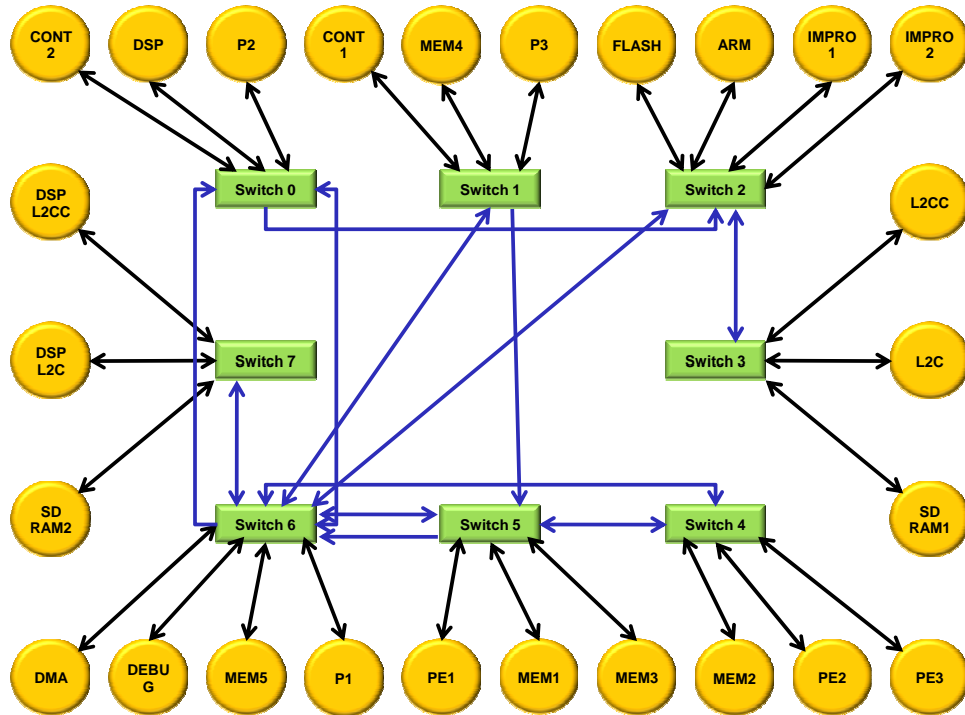 CONT
2
DSP
P2
CONT
1
MEM4
P3
FLASH
ARM
IMPRO
1
IMPRO
2
Switch 0
Switch 1
Switch 2
DSP
L2CC
L2CC
DSP
L2C
Switch 7
Switch 3
L2C
SD
RAM2
Switch 6
Switch 5
Switch 4
SD
RAM1
DMA
DEBU
G
MEM5
P1
PE1
MEM1
MEM3
MEM2
PE2
PE3